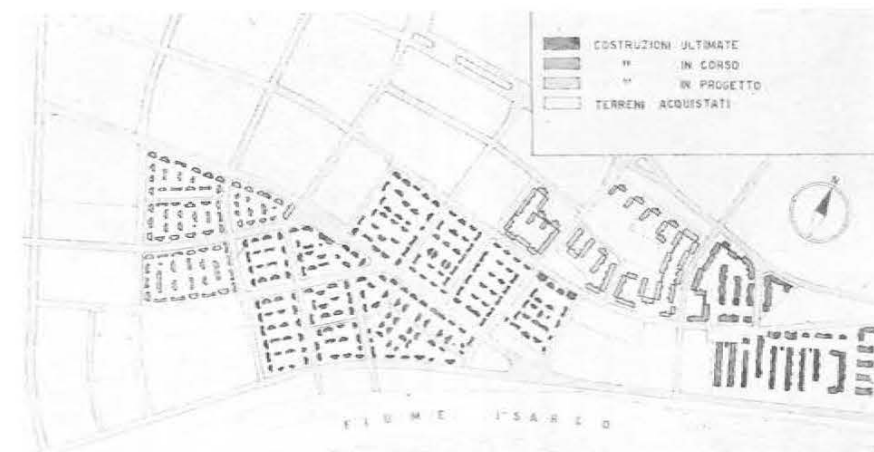 COSTRUZIONI ULTIMATE
" IN CORSO
" IN PROGETTO
TERRENI ACQUISTATI
N
FIUME ISARCO